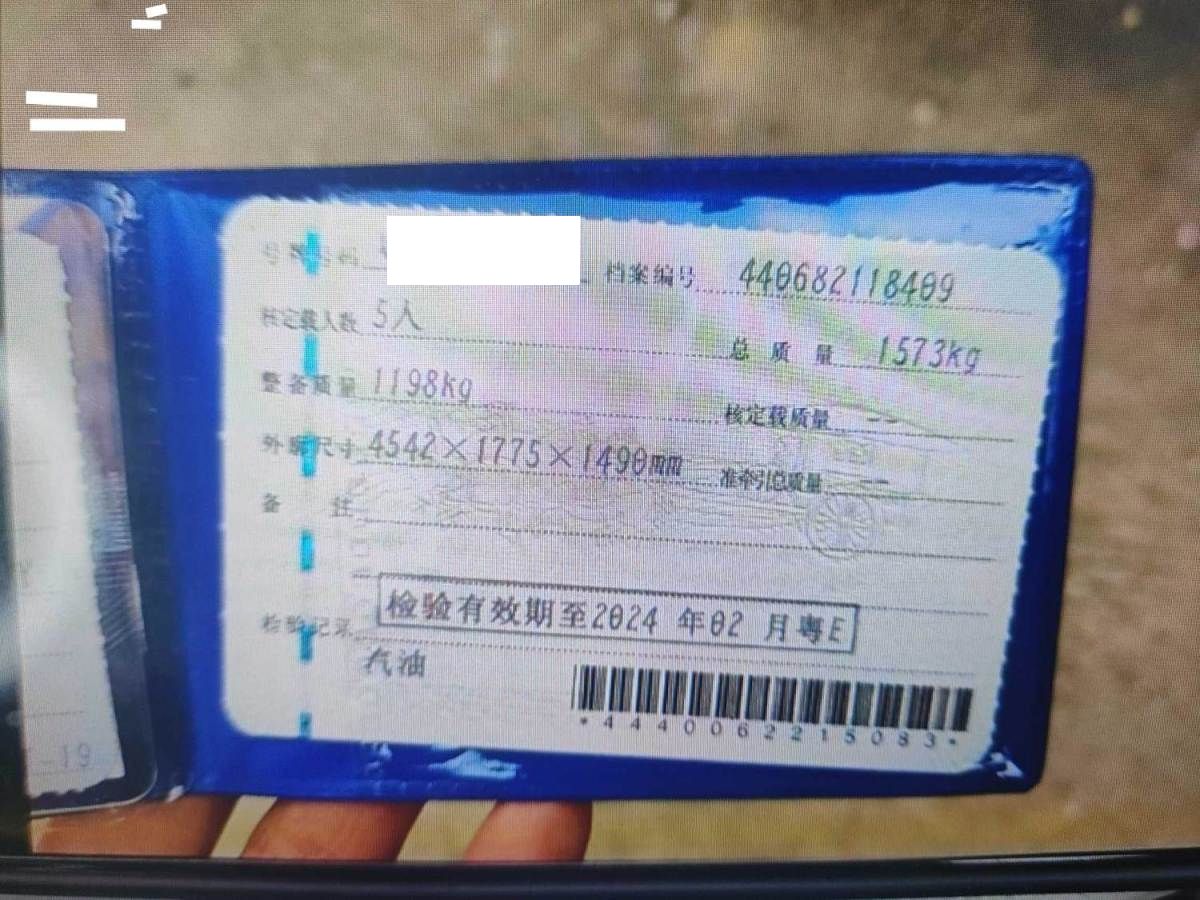 号牌号码 档案编号 440682118409
核定载人数 5人 总质量 1573kg
整备质量 1198kg 核定载质量 --
外廓尺寸 4542×1775×1490mm 准牵引总质量 --
备注
检验记录 检验有效期至2024年02月粤E
汽油
*4440062215083*
-19